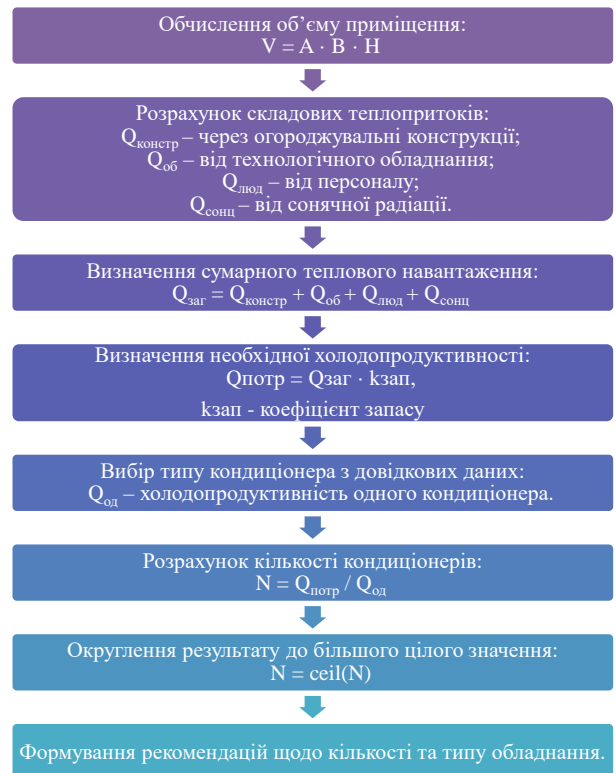 Обчислення об’єму приміщення:
V = A · B · H
Розрахунок складових теплопритоків:
Qконстр – через огороджувальні конструкції;
Qоб – від технологічного обладнання;
Qлюд – від персоналу;
Qсонц – від сонячної радіації.
Визначення сумарного теплового навантаження:
Qзаг = Qконстр + Qоб + Qлюд + Qсонц
Визначення необхідної холодопродуктивності:
Qпотр = Qзаг · kзап,
kзап - коефіцієнт запасу
Вибір типу кондиціонера з довідкових даних:
Qод – холодопродуктивність одного кондиціонера.
Розрахунок кількості кондиціонерів:
N = Qпотр / Qод
Округлення результату до більшого цілого значення:
N = ceil(N)
Формування рекомендацій щодо кількості та типу обладнання.